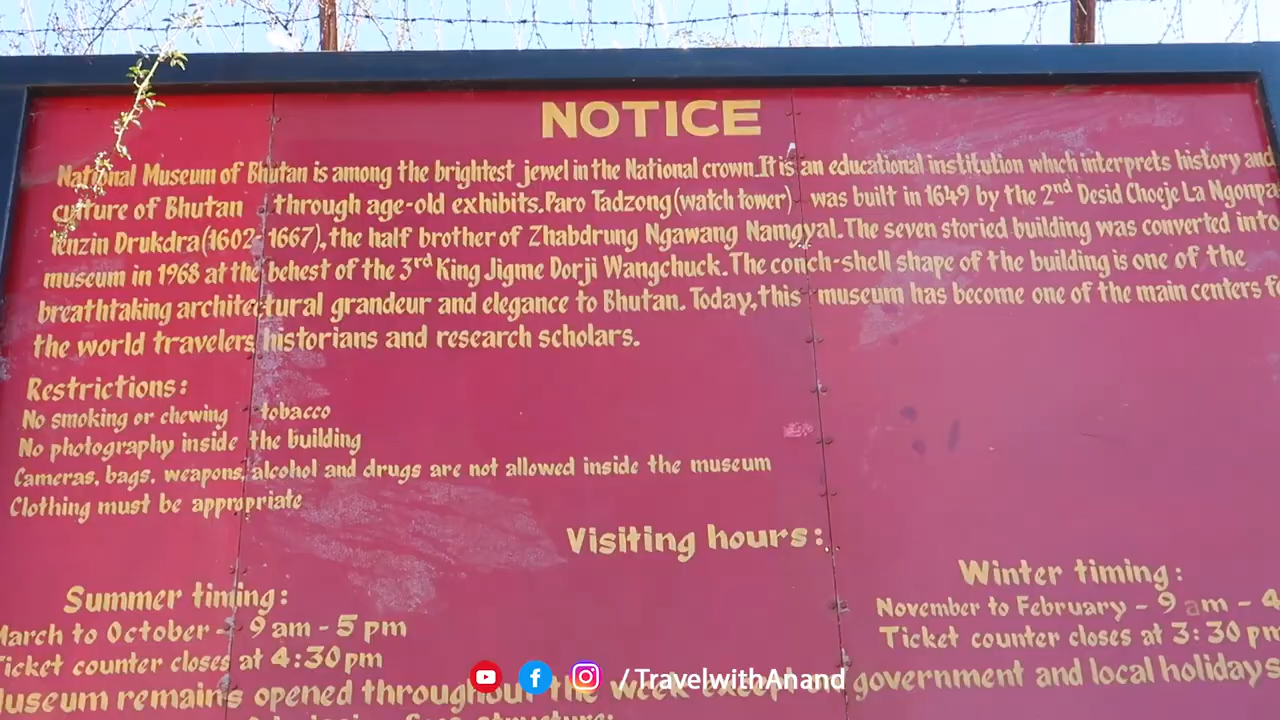 NOTICE
National Museum of Bhutan is among the brightest jewel in the National crown. It is an educational institution which interprets history and
culture of Bhutan through age-old exhibits. Paro Tadzong (watch tower) was built in 1649 by the 2nd Desid Choeje La Ngonpa
Tenzin Drukdra (1602 1667), the half brother of Zhabdrung Ngawang Namgyal. The seven storied building was converted into
museum in 1968 at the behest of the 3rd King Jigme Dorji Wangchuck. The conch-shell shape of the building is one of the
breathtaking architectural grandeur and elegance to Bhutan. Today, this museum has become one of the main centers fo
the world travelers historians and research scholars.
Restrictions:
No smoking or chewing tobacco
No photography inside the building
Cameras, bags, weapons, alcohol and drugs are not allowed inside the museum
Clothing must be appropriate
Visiting hours:
Summer timing:
March to October - 9 am - 5 pm
Ticket counter closes at 4:30 pm
Winter timing:
November to February - 9 am - 4
Ticket counter closes at 3:30 pm
Museum remains opened throughout the week except on government and local holidays
/TravelwithAnand